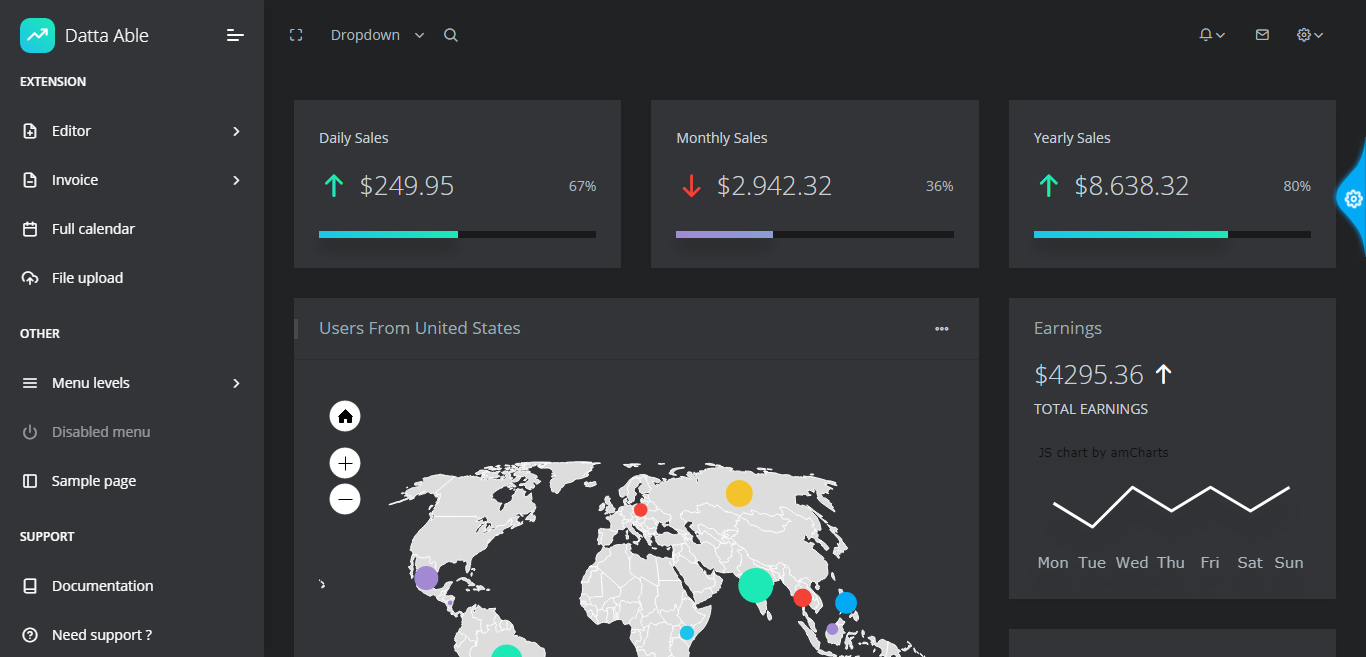 Datta Able
EXTENSION
Editor
Invoice
Full calendar
File upload
OTHER
Menu levels
Disabled menu
Sample page
SUPPORT
Documentation
Need support ?
Dropdown
Daily Sales
$249.95 67%
Monthly Sales
$2.942.32 36%
Yearly Sales
$8.638.32 80%
Users From United States
Earnings
$4295.36
TOTAL EARNINGS
JS chart by amCharts
Mon Tue Wed Thu Fri Sat Sun